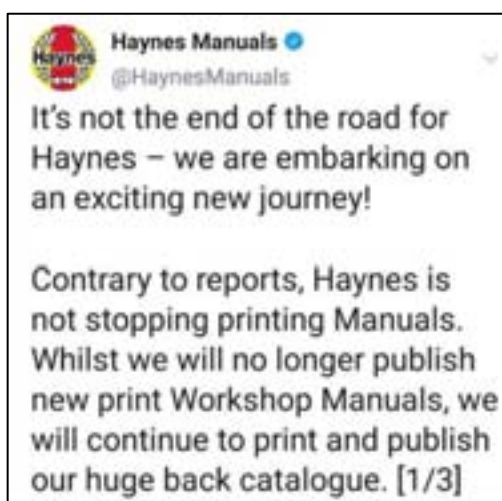 Haynes Manuals
Haynes
@HaynesManuals
It's not the end of the road for
Haynes – we are embarking on
an exciting new journey!
Contrary to reports, Haynes is
not stopping printing Manuals.
Whilst we will no longer publish
new print Workshop Manuals, we
will continue to print and publish
our huge back catalogue. [1/3]